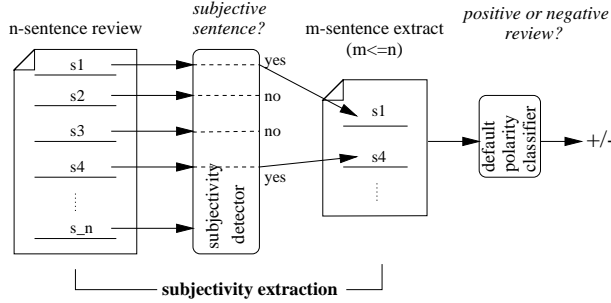 n-sentence review
subjective
sentence?
m-sentence extract
(m<=n)
positive or negative
review?
s1
s2
s3
s4
s_n
yes
no
no
yes
subjectivity
detector
s1
s4
default
polarity
classifier
+/-
subjectivity extraction